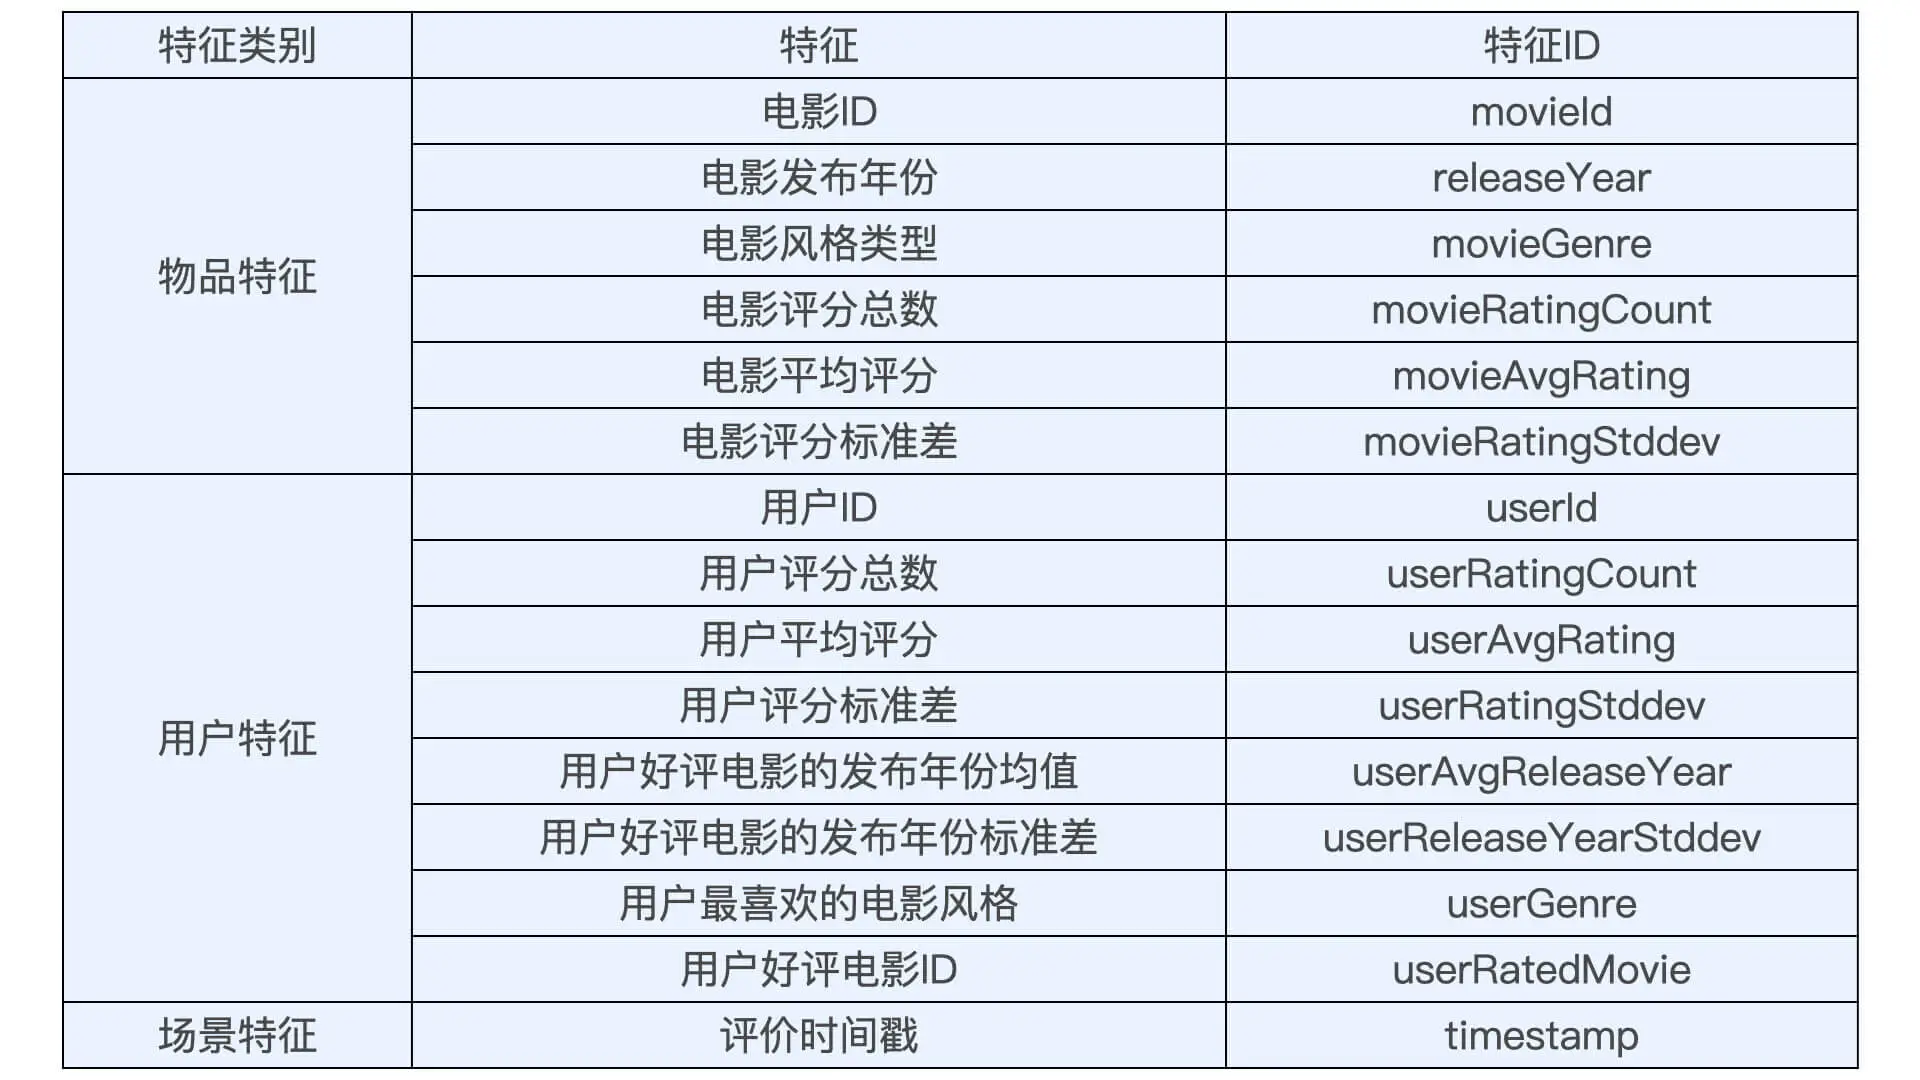 特征类别 特征 特征ID
物品特征
电影ID movieId
电影发布年份 releaseYear
电影风格类型 movieGenre
电影评分总数 movieRatingCount
电影平均评分 movieAvgRating
电影评分标准差 movieRatingStddev
用户特征
用户ID userId
用户评分总数 userRatingCount
用户平均评分 userAvgRating
用户评分标准差 userRatingStddev
用户好评电影的发布年份均值 userAvgReleaseYear
用户好评电影的发布年份标准差 userReleaseYearStddev
用户最喜欢的电影风格 userGenre
用户好评电影ID userRatedMovie
场景特征 评价时间戳 timestamp